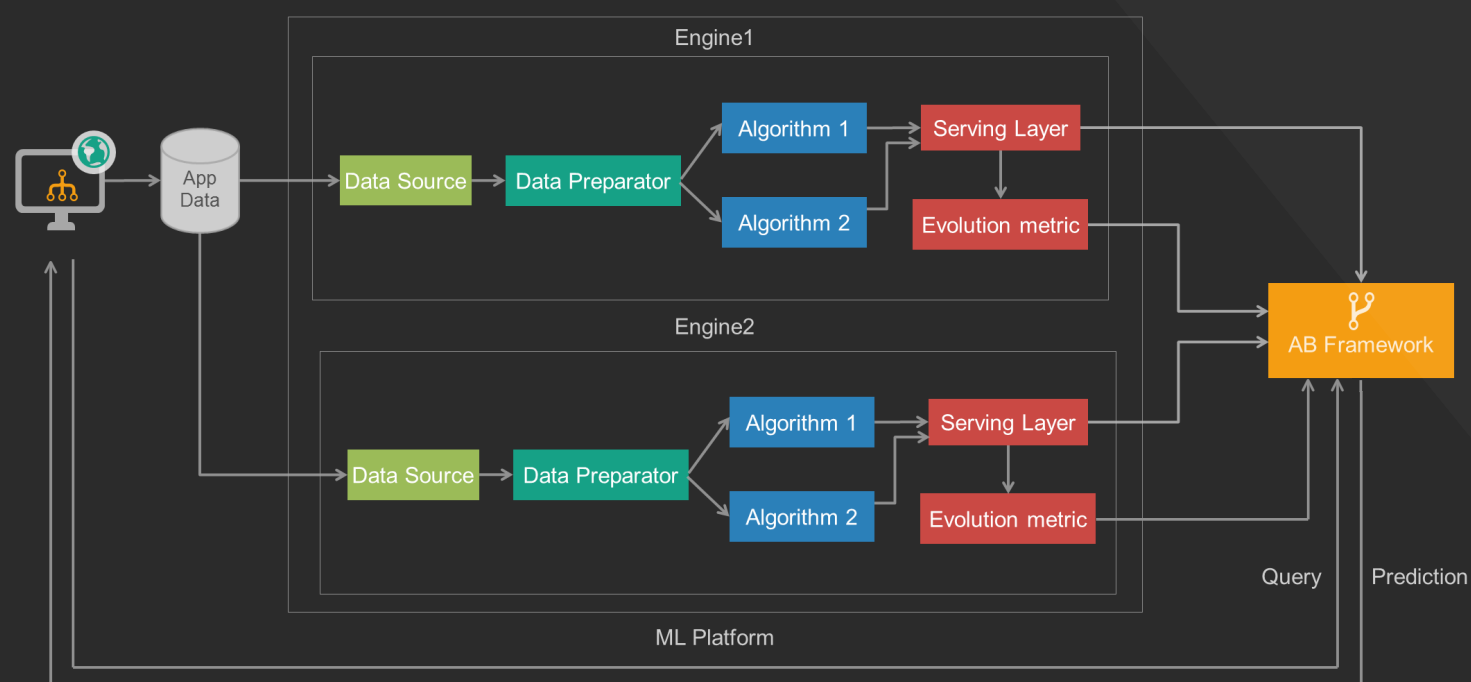 Engine1
App
Data
Data Source
Data Preparator
Algorithm 1
Algorithm 2
Serving Layer
Evolution metric
AB Framework
Engine2
Data Source
Data Preparator
Algorithm 1
Algorithm 2
Serving Layer
Evolution metric
Query
Prediction
ML Platform